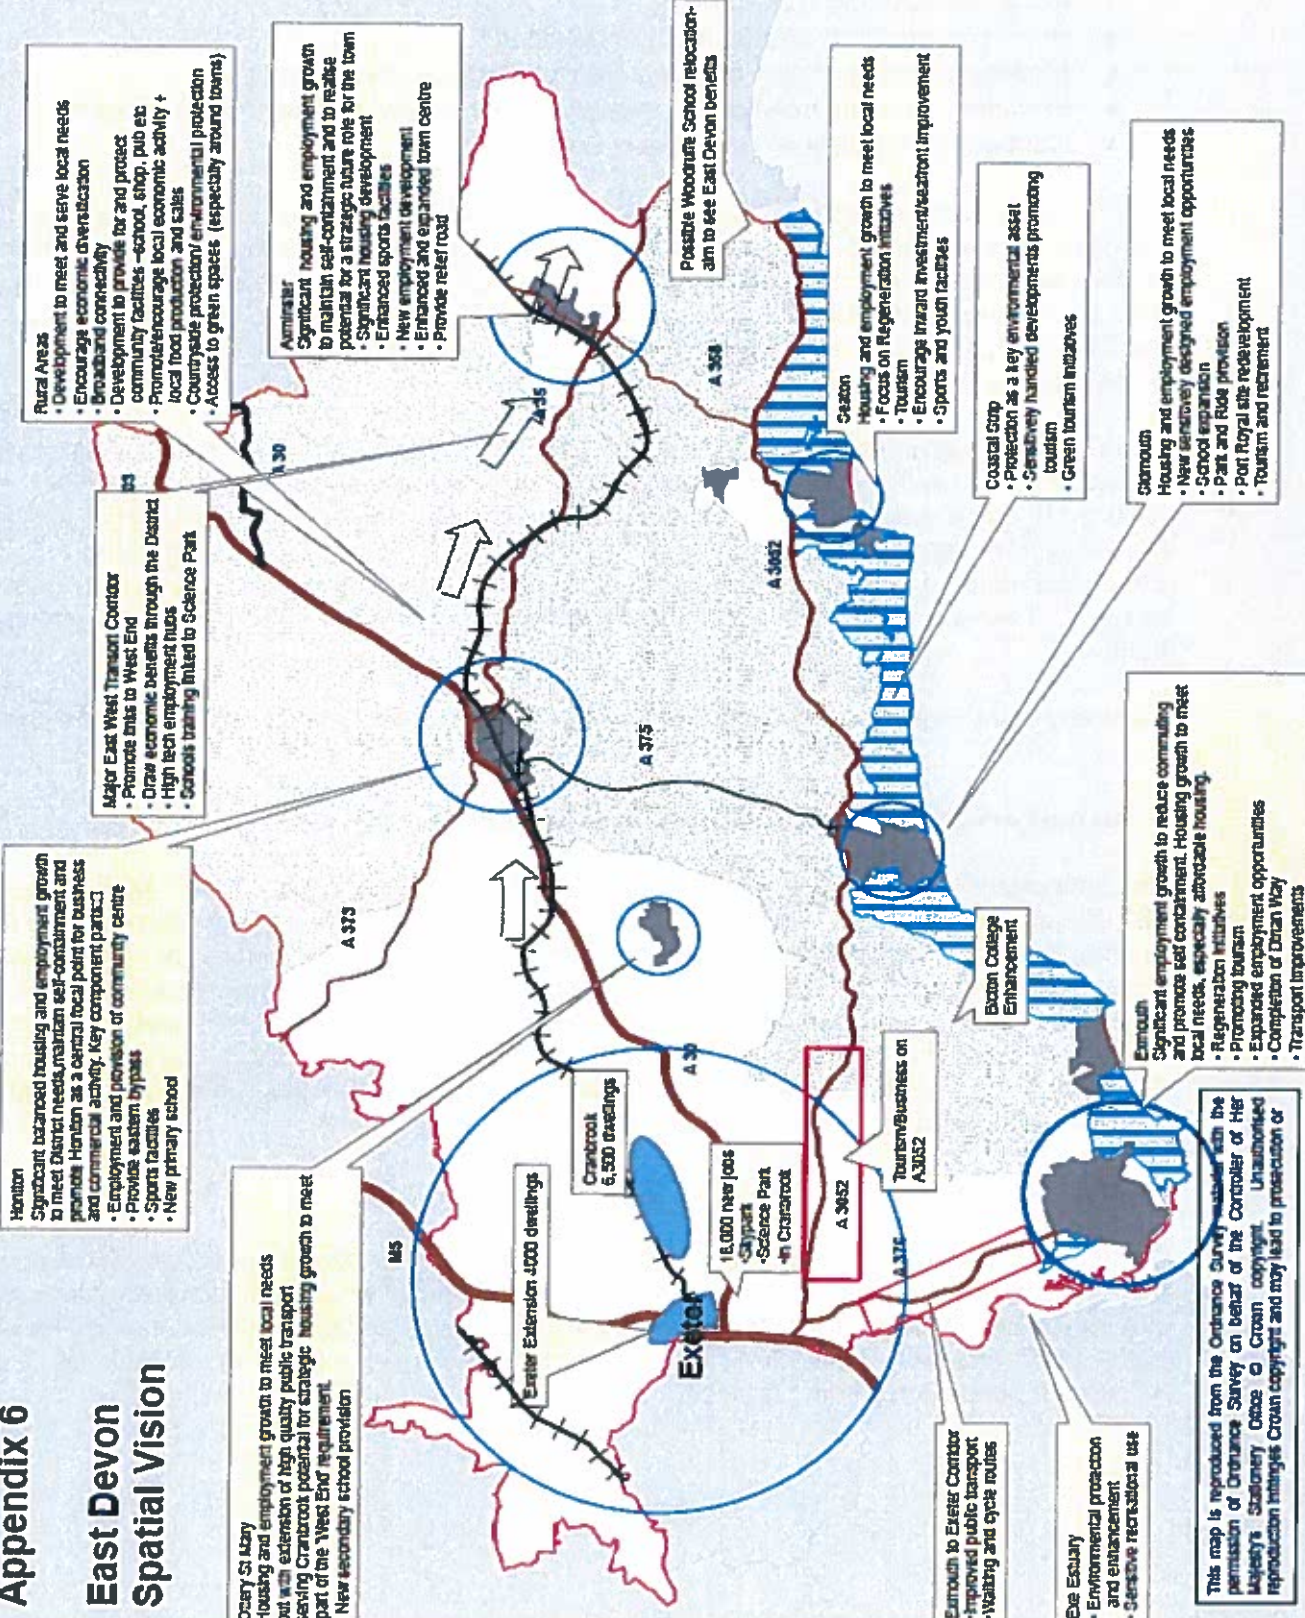 Appendix 6
East Devon
Spatial Vision
Honiton
Significant balanced housing and employment growth
to meet District needs, maintain self-containment and
promote Honiton as a central focal point for business
and commercial activity. Key component parts
• Employment and provision of community centre
• Provide eastern bypass
• Sports facilities
• New primary school
Major East West Transport Corridor
• Promote links to West End
• Draw economic benefits through the District
• High tech employment hubs
• Schools training linked to Science Park
Rural Areas
• Development to meet and serve local needs
• Encourage economic diversification
• Broadband connectivity
• Development to provide for and protect
community facilities -school, shop, pub etc
• Promote/encourage local economic activity +
local food production and sales
• Countryside protection/ environmental protection
• Access to green spaces (especially around towns)
Axminster
Significant housing and employment growth
to maintain self-containment and to realise
potential for a strategic future role for the town
• Significant housing development
• Enhanced sports facilities
• New employment development
• Enhanced and expanded town centre
• Provide relief road
Ottery St Mary
Housing and employment growth to meet local needs
but with extension of high quality public transport
serving Cranbrook potential for strategic housing growth to meet
part of the 'West End' requirement.
New secondary school provision
A 373
A 30
A 35
M5
Exeter Extension 4000 dwellings
Cranbrook
6,500 dwellings
A 30
A 375
A 358
Possible Woodroffe School relocation-
aim to see East Devon benefits
Exeter
16,000 new jobs
•Skypark
•Science Park
•In Cranbrook
A 3052
A 3052
Tourism/Business on
A3052
A 376
Seaton
Housing and employment growth to meet local needs
• Focus on Regeneration Initiatives
• Tourism
• Encourage inward investment/seafront improvement
• Sports and youth facilities
Bicton College
Enhancement
Coastal Strip
• Protection as a key environmental asset
• Sensitively handled developments promoting
tourism
• Green tourism initiatives
Exmouth to Exeter Corridor
•Improved public transport
•Walking and cycle routes
Sidmouth
Housing and employment growth to meet local needs
• New sensitively designed employment opportunities
• School expansion
• Park and Ride provision
• Port Royal site redevelopment
• Tourism and retirement
Exe Estuary
• Environmental protection
and enhancement
• Sensitive recreational use
Exmouth
Significant employment growth to reduce commuting
and promote self containment. Housing growth to meet
local needs, especially affordable housing.
• Regeneration initiatives
• Promoting tourism
• Expanded employment opportunities
• Completion of Dinan Way
• Transport Improvements
This map is reproduced from the Ordnance Survey material with the
permission of Ordnance Survey on behalf of the Controller of Her
Majesty's Stationery Office © Crown copyright. Unauthorised
reproduction infringes Crown copyright and may lead to prosecution or